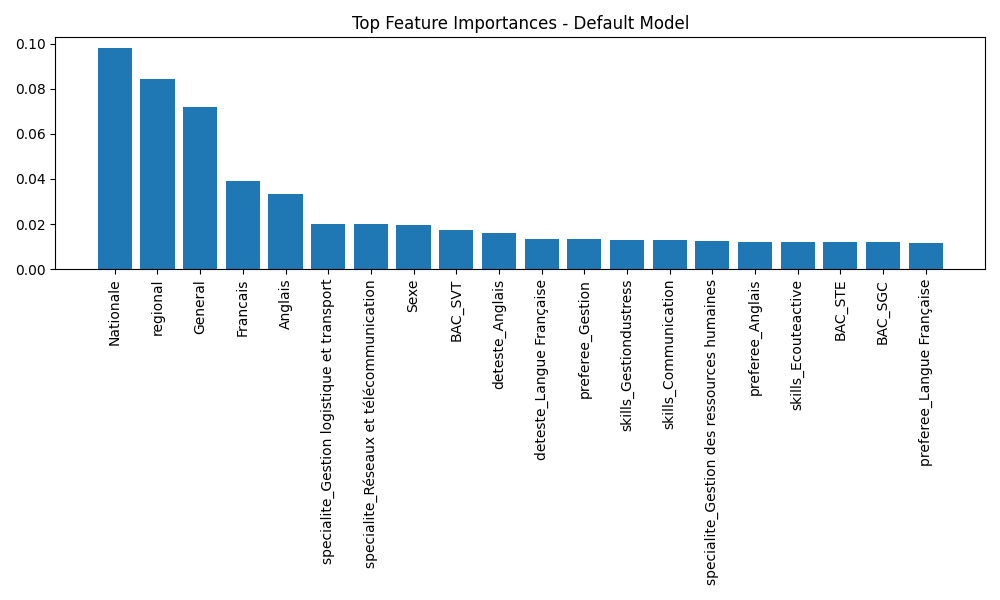 Top Feature Importances - Default Model
0.10
0.08
0.06
0.04
0.02
0.00
Nationale
regional
General
Francais
Anglais
specialite_Gestion logistique et transport
specialite_Réseaux et télécommunication
Sexe
BAC_SVT
deteste_Anglais
deteste_Langue Française
preferee_Gestion
skills_Gestiondustress
skills_Communication
specialite_Gestion des ressources humaines
preferee_Anglais
skills_Ecouteactive
BAC_STE
BAC_SGC
preferee_Langue Française